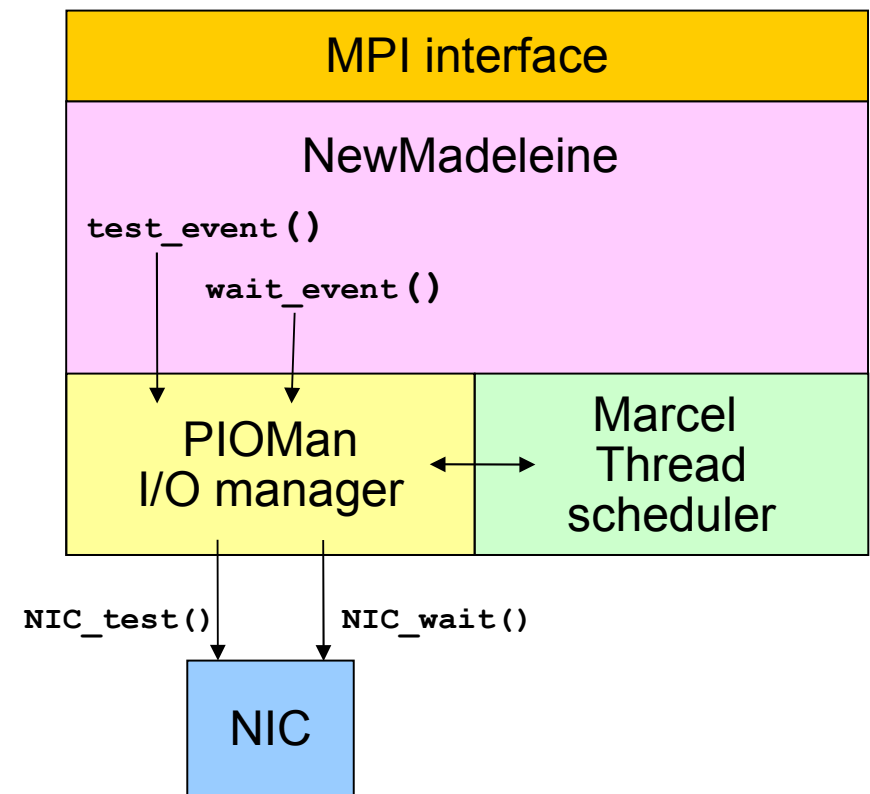 MPI interface
NewMadeleine
test_event()
wait_event()
PIOMan
I/O manager
Marcel
Thread
scheduler
NIC_test()
NIC_wait()
NIC